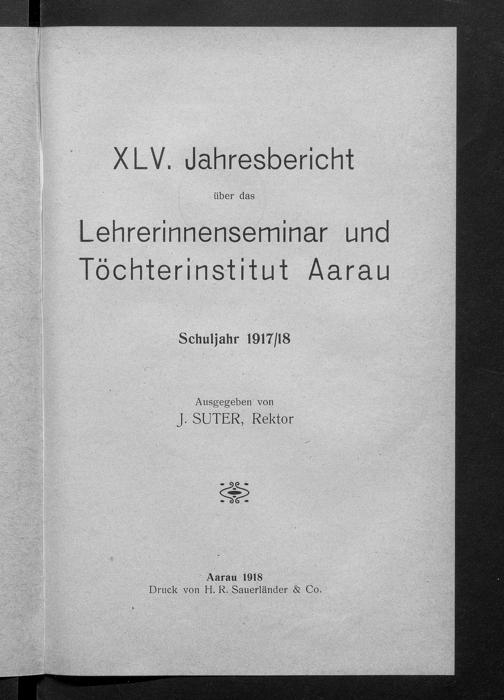 XLV. Jahresbericht
über das
Lehrerinnenseminar und
Töchterinstitut Aarau
Schuljahr 1917/18
Ausgegeben von
J. SUTER, Rektor
Aarau 1918
Druck von H. R. Sauerländer & Co.